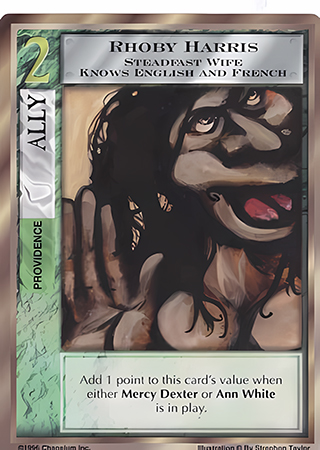 2
RHOBY HARRIS
STEADFAST WIFE
KNOWS ENGLISH AND FRENCH
ALLY
PROVIDENCE
Add 1 point to this card's value when
either Mercy Dexter or Ann White
is in play.
©1996 Chaosium Inc.
Illustration © By Strephon Taylor